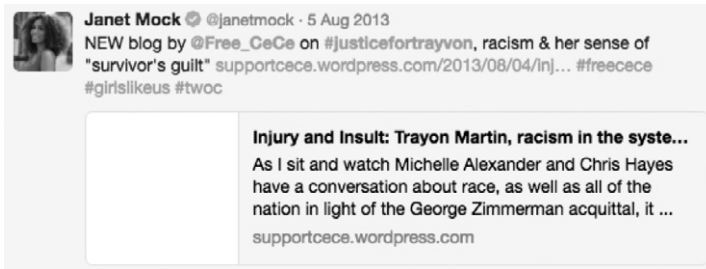 Janet Mock @janetmock · 5 Aug 2013
NEW blog by @Free_CeCe on #justicefortrayvon, racism & her sense of
"survivor's guilt" supportcece.wordpress.com/2013/08/04/inj... #freecece
#girlslikeus #twoc
Injury and Insult: Trayon Martin, racism in the syste...
As I sit and watch Michelle Alexander and Chris Hayes
have a conversation about race, as well as all of the
nation in light of the George Zimmerman acquittal, it ...
supportcece.wordpress.com